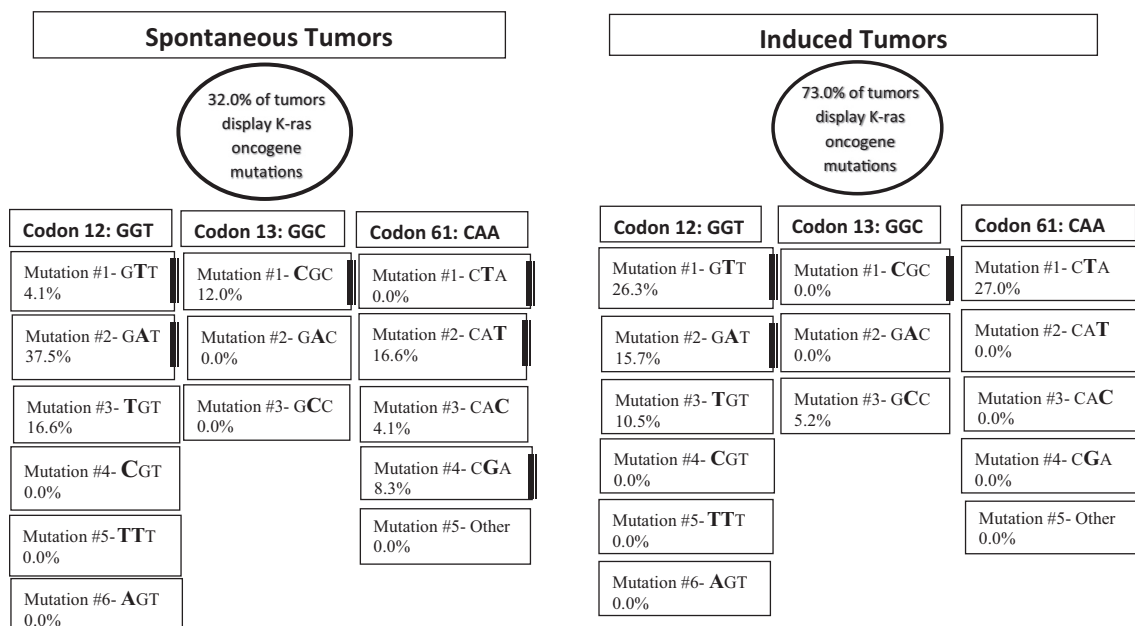 Spontaneous Tumors
32.0% of tumors
display K-ras
oncogene
mutations
Codon 12: GGT
Mutation #1- GTT
4.1%
Mutation #2- GAT
37.5%
Mutation #3- TGT
16.6%
Mutation #4- CGT
0.0%
Mutation #5- TTT
0.0%
Mutation #6- AGT
0.0%
Codon 13: GGC
Mutation #1- CGC
12.0%
Mutation #2- GAC
0.0%
Mutation #3- GCC
0.0%
Codon 61: CAA
Mutation #1- CTA
0.0%
Mutation #2- CAT
16.6%
Mutation #3- CAC
4.1%
Mutation #4- CGA
8.3%
Mutation #5- Other
0.0%
Induced Tumors
73.0% of tumors
display K-ras
oncogene
mutations
Codon 12: GGT
Mutation #1- GTT
26.3%
Mutation #2- GAT
15.7%
Mutation #3- TGT
10.5%
Mutation #4- CGT
0.0%
Mutation #5- TTT
0.0%
Mutation #6- AGT
0.0%
Codon 13: GGC
Mutation #1- CGC
0.0%
Mutation #2- GAC
0.0%
Mutation #3- GCC
5.2%
Codon 61: CAA
Mutation #1- CTA
27.0%
Mutation #2- CAT
0.0%
Mutation #3- CAC
0.0%
Mutation #4- CGA
0.0%
Mutation #5- Other
0.0%